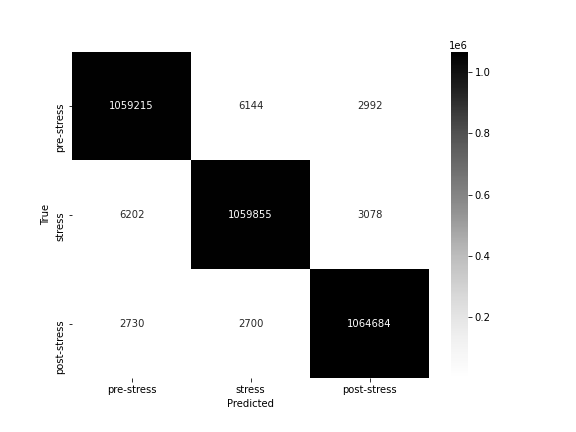 1e6
1059215 6144 2992
6202 1059855 3078
2730 2700 1064684
pre-stress
stress
post-stress
True
pre-stress stress post-stress
Predicted
1.0
0.8
0.6
0.4
0.2